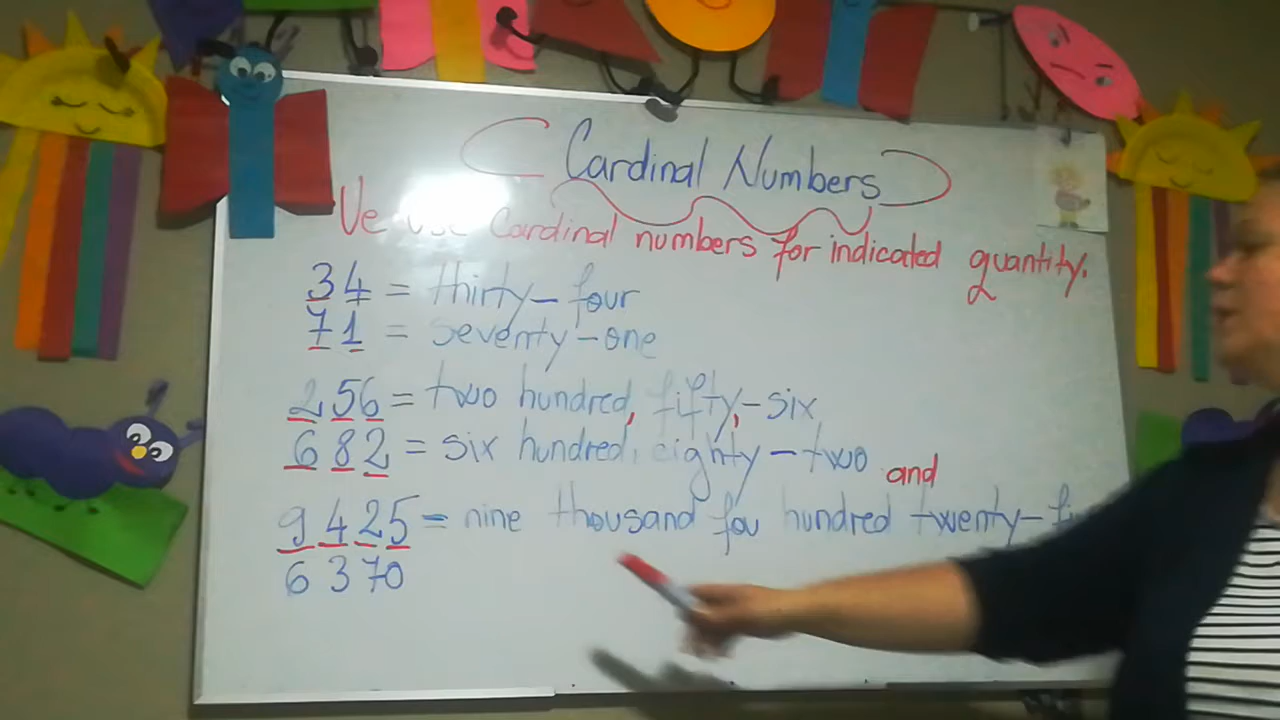 Cardinal Numbers
We use Cardinal numbers for indicated quantity.
34 = thirty-four
71 = seventy-one
256 = two hundred, fifty,-six
682 = six hundred, eighty-two
and
9425 = nine thousand fou hundred twenty-
6370